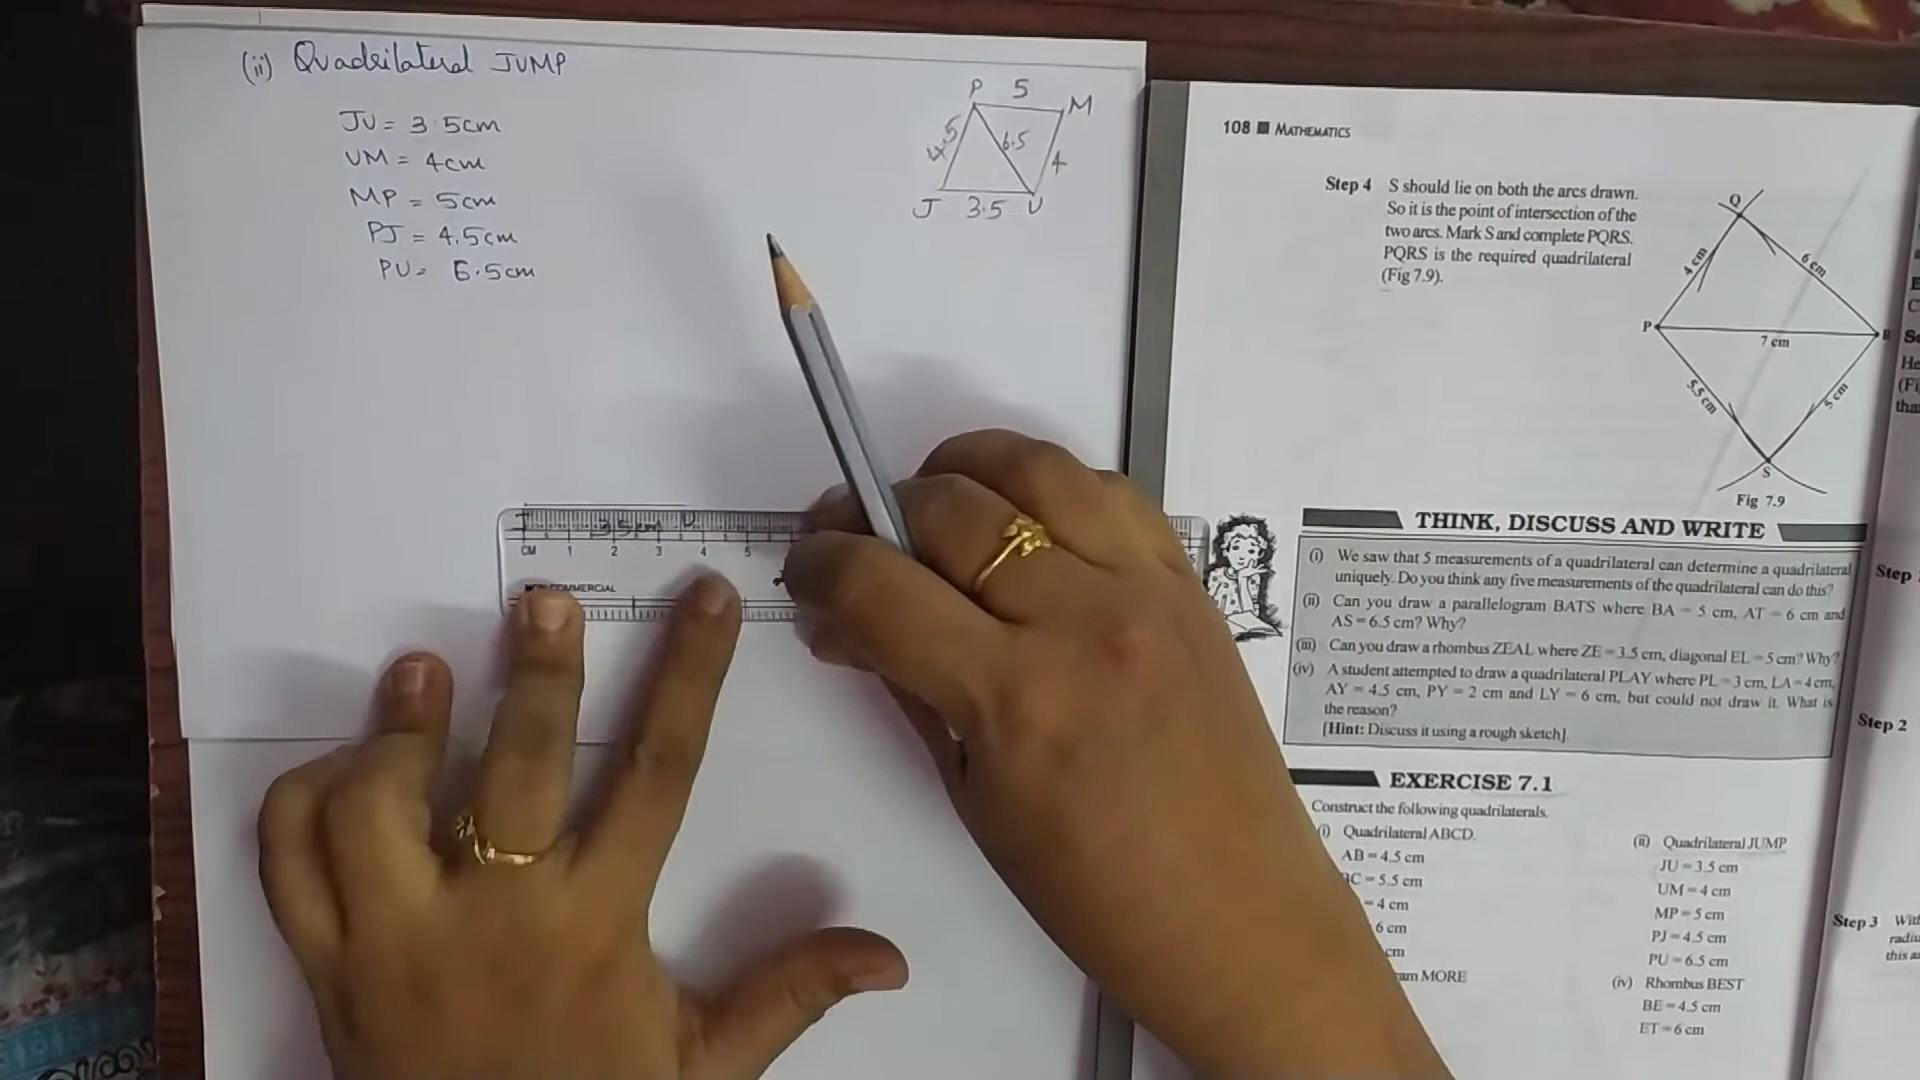 (ii) Quadrilateral JUMP
JU = 3.5cm
UM = 4cm
MP = 5cm
PJ = 4.5cm
PU = 6.5cm
P 5 M
4.5 6.5 4
J 3.5 U
J 3.5cm U
CM 1 2 3 4 5
NON COMMERCIAL
108 ■ MATHEMATICS
Step 4 S should lie on both the arcs drawn.
So it is the point of intersection of the
two arcs. Mark S and complete PQRS.
PQRS is the required quadrilateral
(Fig 7.9).
Q
4 cm 6 cm
P R
7 cm
5.5 cm 5 cm
S
Fig 7.9
THINK, DISCUSS AND WRITE
(i) We saw that 5 measurements of a quadrilateral can determine a quadrilateral
uniquely. Do you think any five measurements of the quadrilateral can do this?
(ii) Can you draw a parallelogram BATS where BA = 5 cm, AT = 6 cm and
AS = 6.5 cm? Why?
(iii) Can you draw a rhombus ZEAL where ZE = 3.5 cm, diagonal EL = 5 cm? Why?
(iv) A student attempted to draw a quadrilateral PLAY where PL = 3 cm, LA = 4 cm,
AY = 4.5 cm, PY = 2 cm and LY = 6 cm, but could not draw it. What is
the reason?
[Hint: Discuss it using a rough sketch].
EXERCISE 7.1
Construct the following quadrilaterals.
(i) Quadrilateral ABCD.
AB = 4.5 cm
BC = 5.5 cm
= 4 cm
6 cm
cm
MORE
(ii) Quadrilateral JUMP
JU = 3.5 cm
UM = 4 cm
MP = 5 cm
PJ = 4.5 cm
PU = 6.5 cm
(iv) Rhombus BEST
BE = 4.5 cm
ET = 6 cm
Step
Step 2
Step 3